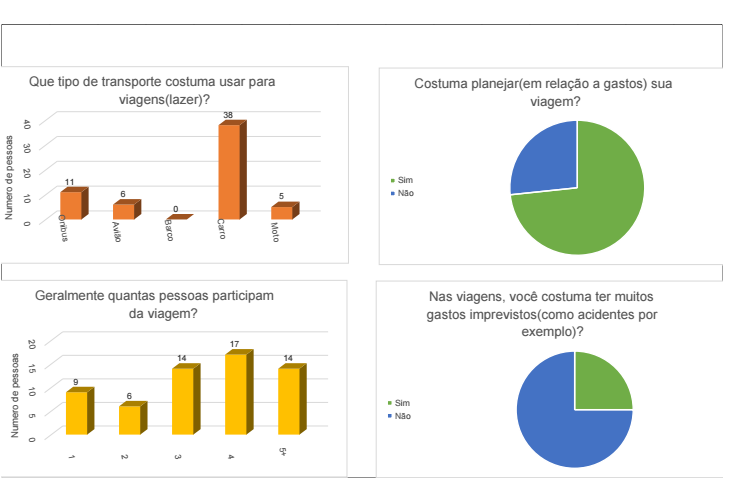 Que tipo de transporte costuma usar para
viagens(lazer)?
Numero de pessoas
40
30
20
10
0
11
6
0
38
5
Onibus
Avião
Barco
Carro
Moto
Costuma planejar(em relação a gastos) sua
viagem?
Sim
Não
Geralmente quantas pessoas participam
da viagem?
Numero de pessoas
20
15
10
5
0
9
6
14
17
14
1
2
3
4
5+
Nas viagens, você costuma ter muitos
gastos imprevistos(como acidentes por
exemplo)?
Sim
Não